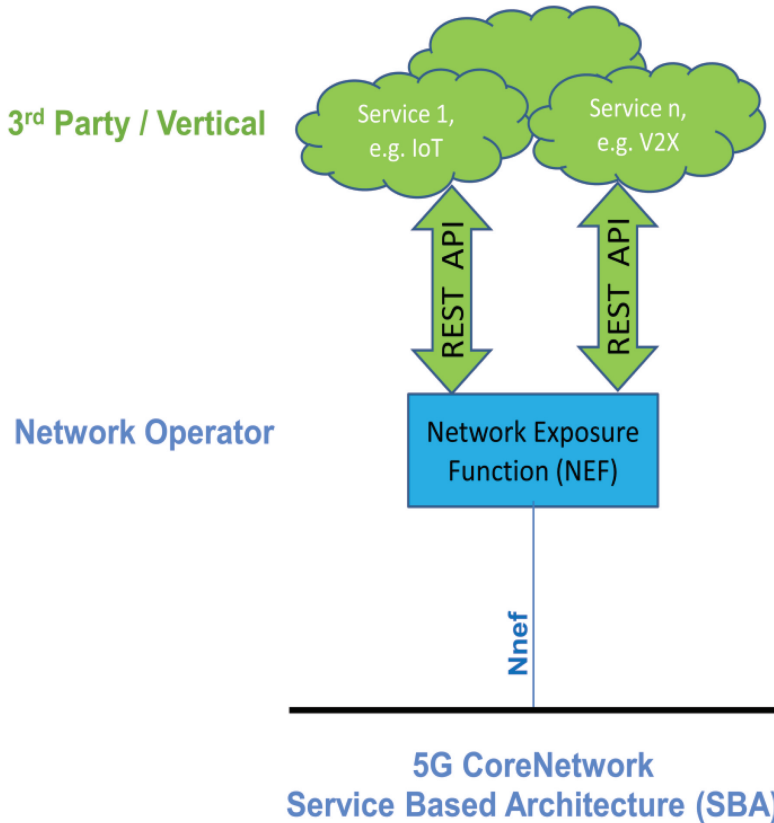 3rd Party / Vertical
Service 1,
e.g. IoT
Service n,
e.g. V2X
REST API
REST API
Network Operator
Network Exposure
Function (NEF)
Nnef
5G CoreNetwork
Service Based Architecture (SBA)